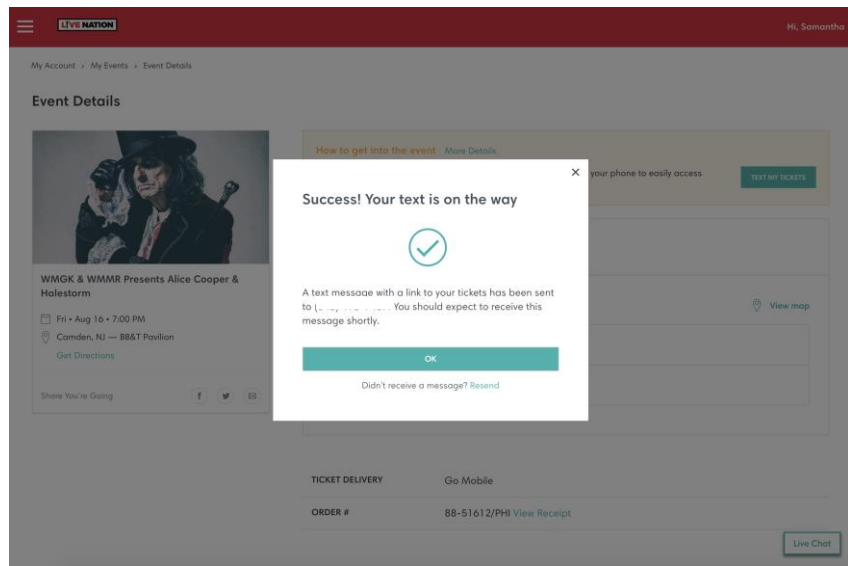 LIVE NATION
Hi, Samantha
My Account › My Events › Event Details
Event Details
How to get into the event More Details
your phone to easily access
TEXT MY TICKETS
Success! Your text is on the way
A text message with a link to your tickets has been sent
to You should expect to receive this
message shortly.
OK
Didn't receive a message? Resend
WMGK & WMMR Presents Alice Cooper &
Halestorm
Fri • Aug 16 • 7:00 PM
Camden, NJ — BB&T Pavilion
Get Directions
Share You're Going
View map
TICKET DELIVERY Go Mobile
ORDER # 88-51612/PHI View Receipt
Live Chat